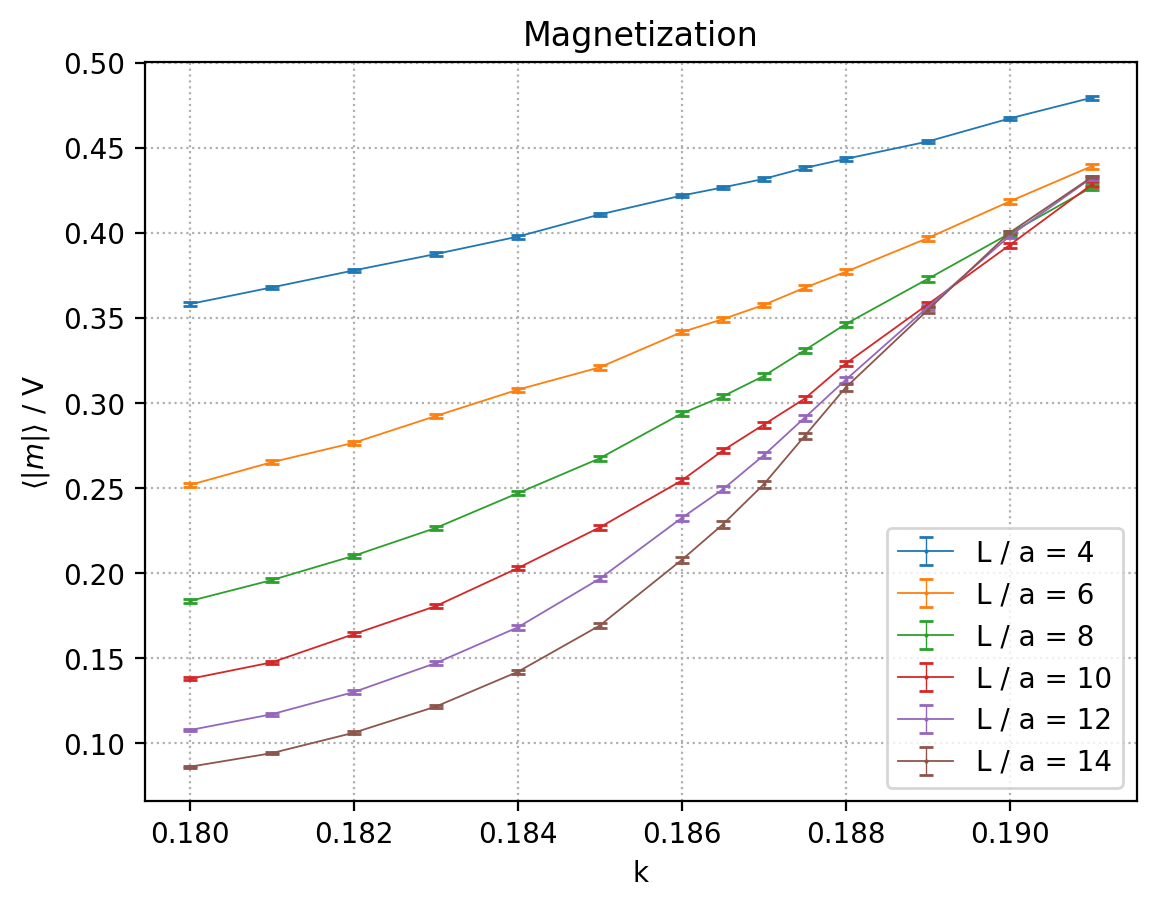 Magnetization
0.50
0.45
0.40
0.35
0.30
0.25
0.20
0.15
0.10
⟨|m|⟩ / V
L / a = 4
L / a = 6
L / a = 8
L / a = 10
L / a = 12
L / a = 14
0.180 0.182 0.184 0.186 0.188 0.190
k